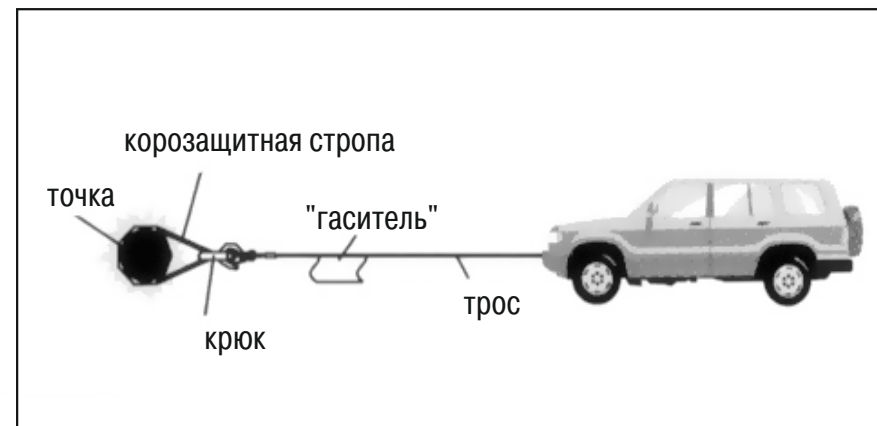 корозащитная стропа
точка
"гаситель"
трос
крюк